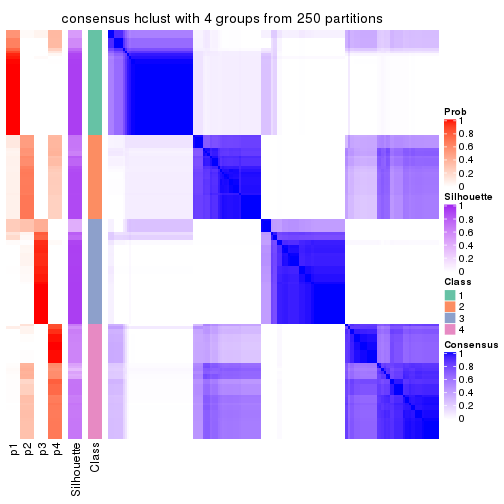 consensus hclust with 4 groups from 250 partitions
Prob
1
0.8
0.6
0.4
0.2
0
Silhouette
1
0.8
0.6
0.4
0.2
0
Class
1
2
3
4
Consensus
1
0.8
0.6
0.4
0.2
0
p1
p2
p3
p4
Silhouette
Class